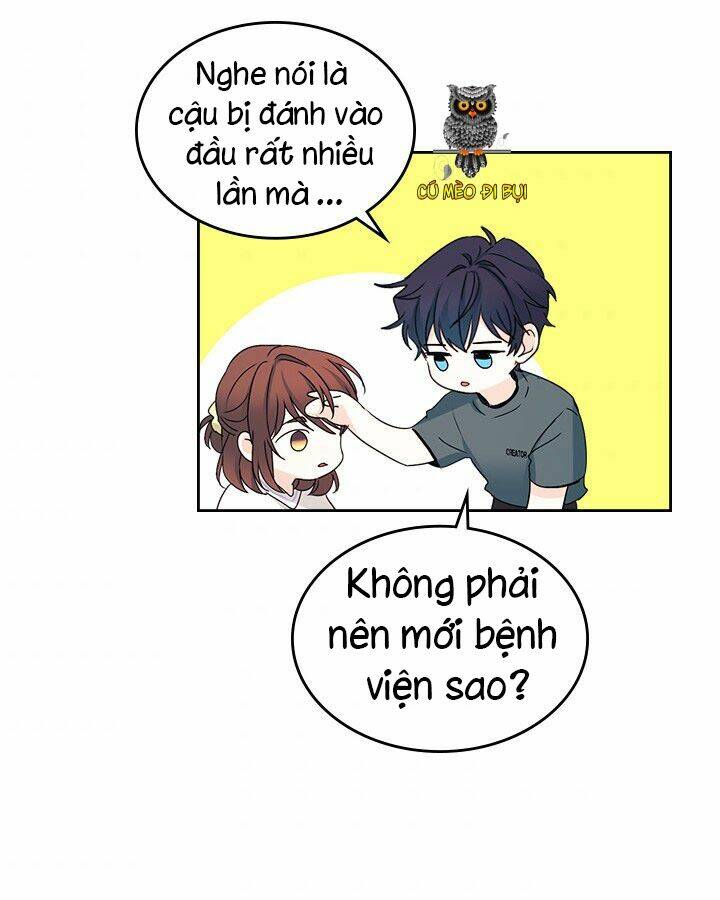 Nghe nói là
cậu bị đánh vào
đầu rất nhiều
lần mà ...
CÚ MÈO ĐI BỤI
CREATOR
Không phải
nên mới bệnh
viện sao?